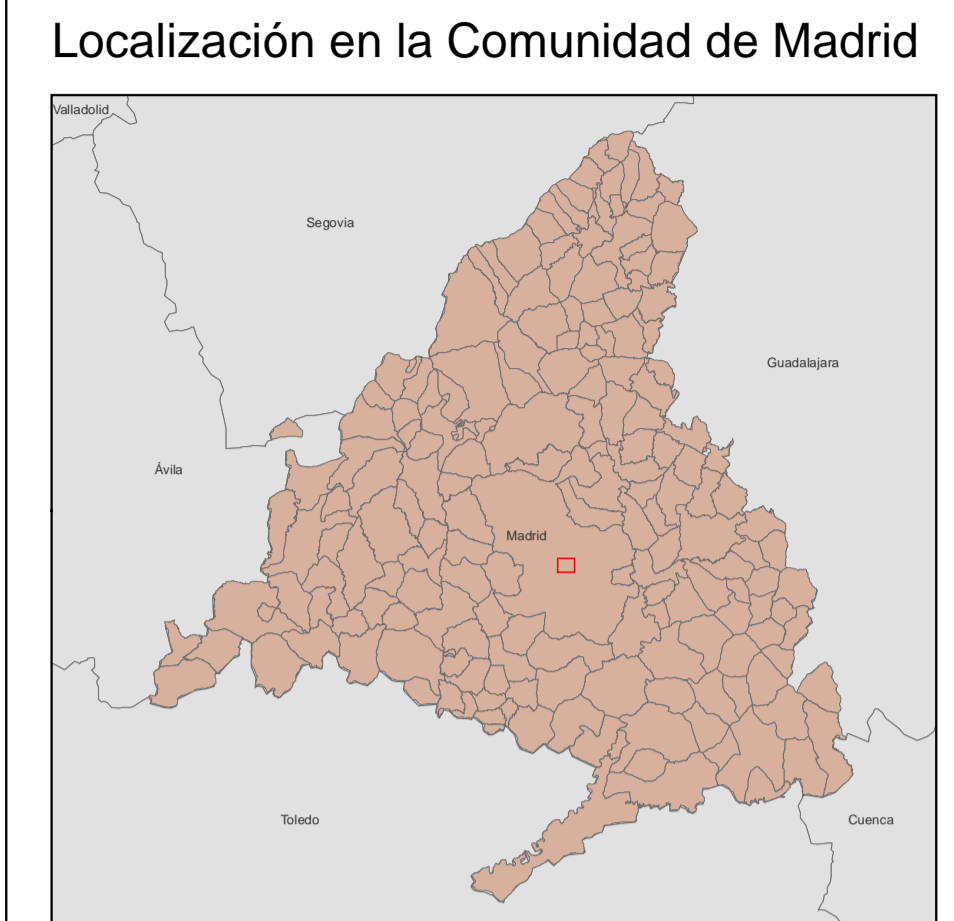 Localización en la Comunidad de Madrid
Valladolid
Segovia
Guadalajara
Ávila
Madrid
Toledo
Cuenca